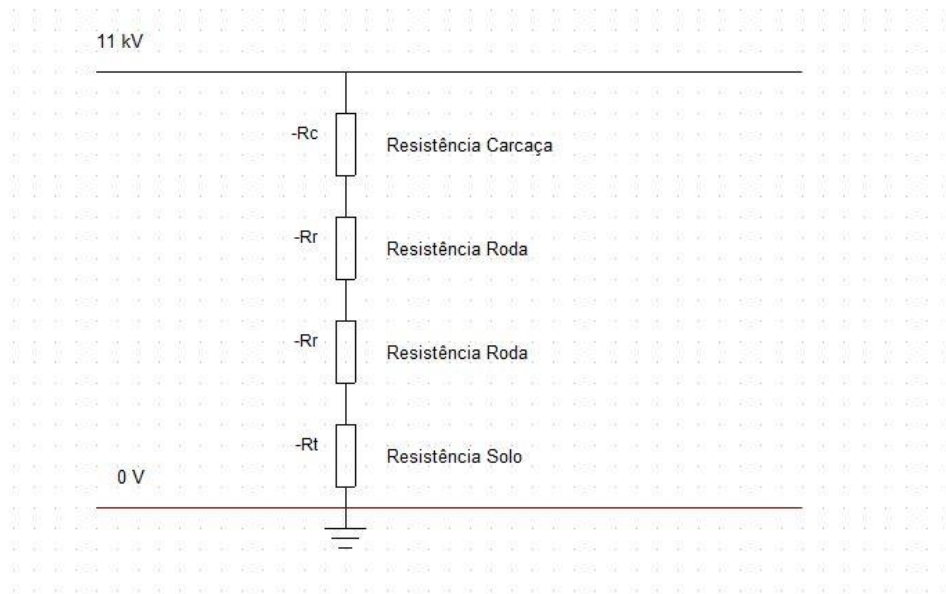 11 kV
-Rc Resistência Carcaça
-Rr Resistência Roda
-Rr Resistência Roda
-Rt Resistência Solo
0 V